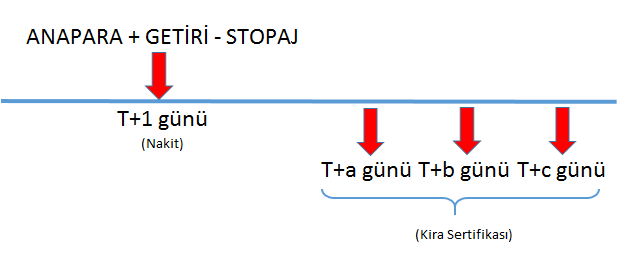 ANAPARA + GETİRİ - STOPAJ
T+1 günü
(Nakit)
T+a günü T+b günü T+c günü
(Kira Sertifikası)